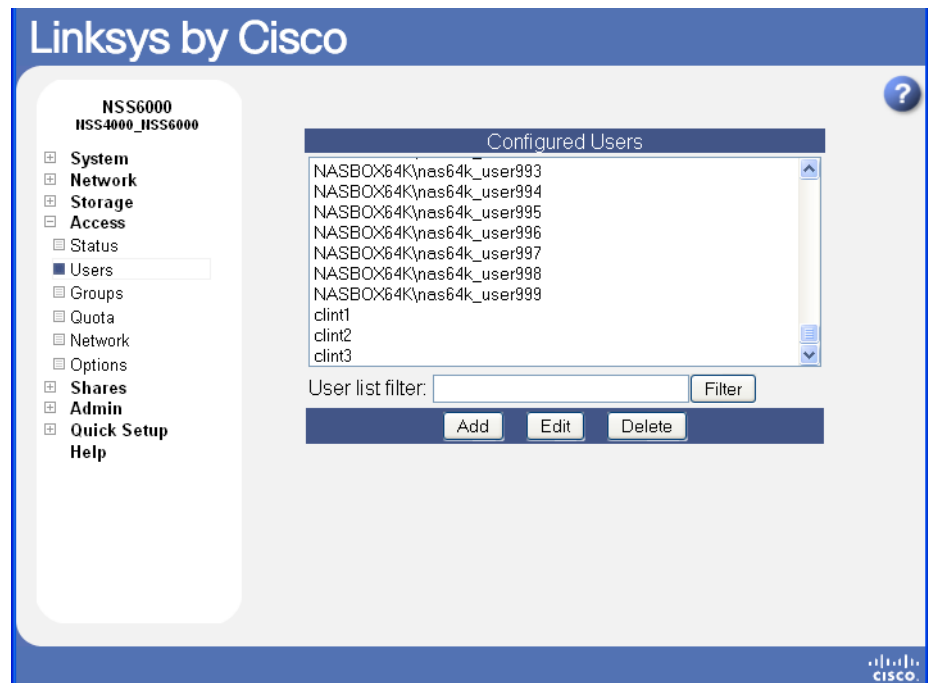 Linksys by Cisco
NSS6000
NSS4000_NSS6000
System
Network
Storage
Access
Status
Users
Groups
Quota
Network
Options
Shares
Admin
Quick Setup
Help
?
Configured Users
NASBOX64K\nas64k_user993
NASBOX64K\nas64k_user994
NASBOX64K\nas64k_user995
NASBOX64K\nas64k_user996
NASBOX64K\nas64k_user997
NASBOX64K\nas64k_user998
NASBOX64K\nas64k_user999
clint1
clint2
clint3
User list filter: Filter
Add Edit Delete
CISCO.